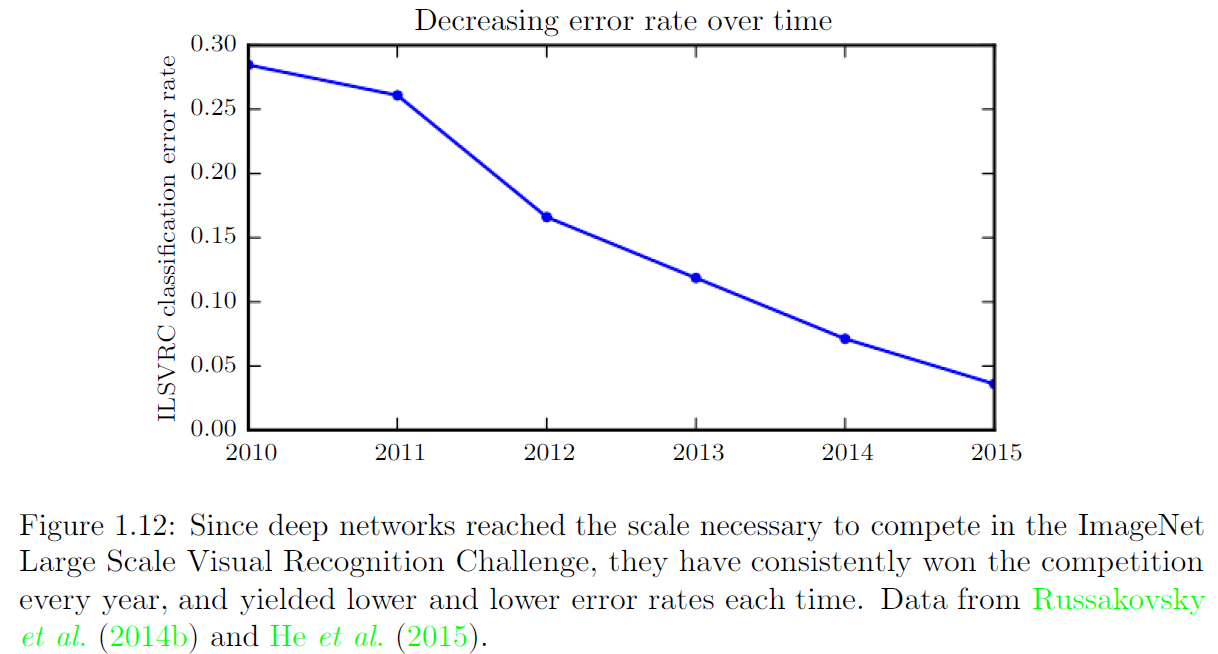 Decreasing error rate over time
ILSVRC classification error rate
0.30
0.25
0.20
0.15
0.10
0.05
0.00
2010 2011 2012 2013 2014 2015
Figure 1.12: Since deep networks reached the scale necessary to compete in the ImageNet
Large Scale Visual Recognition Challenge, they have consistently won the competition
every year, and yielded lower and lower error rates each time. Data from Russakovsky
et al. (2014b) and He et al. (2015).